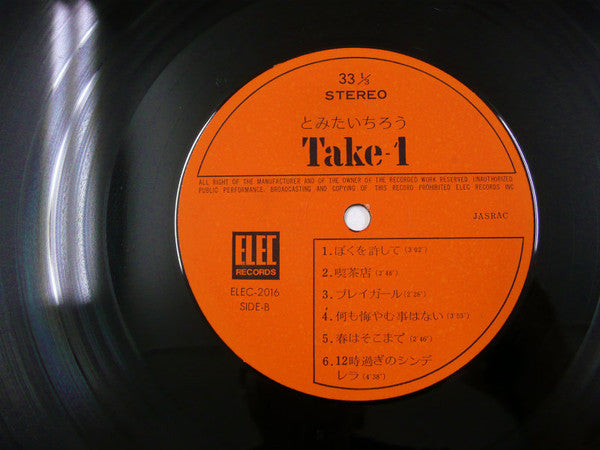 33 1/3
STEREO
とみたいちろう
Take-1
ALL RIGHT OF THE MANUFACTURER AND OF THE OWNER OF THE RECORDED WORK RESERVED. UNAUTHORIZED
PUBLIC PERFORMANCE. BROADCASTING AND COPYING OF THIS RECORD PROHIBITED ELEC RECORDS INC
JASRAC
ELEC
RECORDS
ELEC-2016
SIDE-B
1.ぼくを許して(3'02")
2.喫茶店(2'48")
3.プレイガール(2'26")
4.何も悔やむ事はない(3'03")
5.春はそこまで(2'46")
6.12時過ぎのシンデ
レラ(4'38")